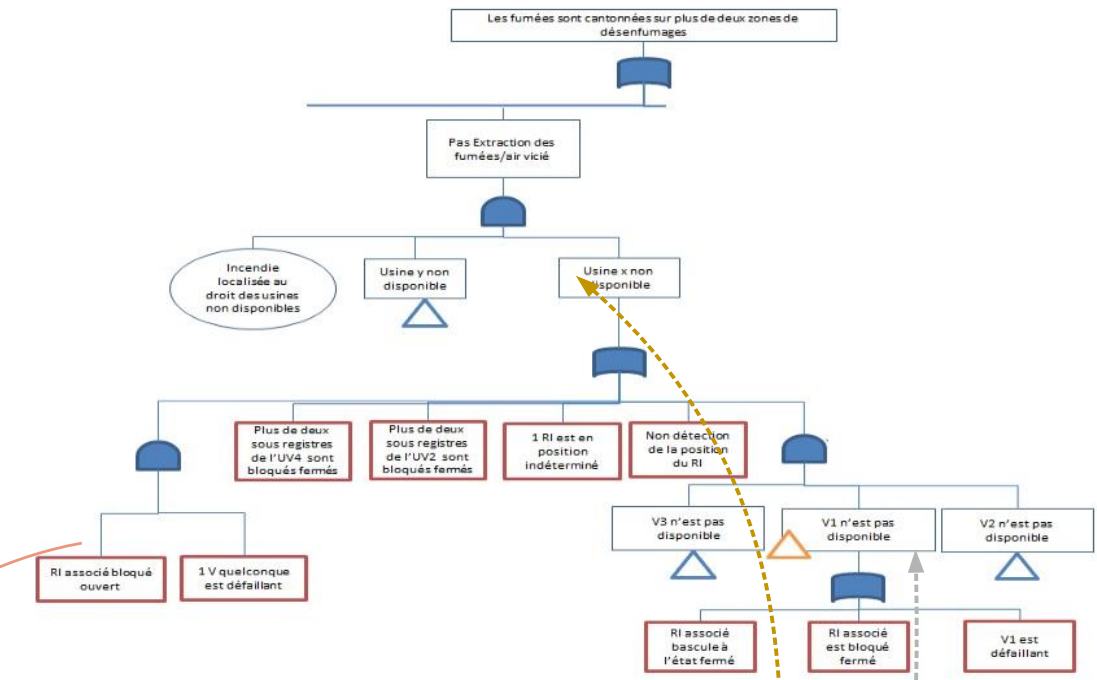 Les fumées sont cantonnées sur plus de deux zones de
désenfumages
Pas Extraction des
fumées/air vicié
Incendie
localisée au
droit des usines
non disponibles
Usine y non
disponible
Usine x non
disponible
Plus de deux
sous registres
de l'UV4 sont
bloqués fermés
Plus de deux
sous registres
de l'UV2 sont
bloqués fermés
1 RI est en
position
indéterminé
Non détection
de la position
du RI
V3 n'est pas
disponible
V1 n'est pas
disponible
V2 n'est pas
disponible
RI associé bloqué
ouvert
1 V quelconque
est défaillant
RI associé
bascule à
l'état fermé
RI associé
est bloqué
fermé
V1 est
défaillant